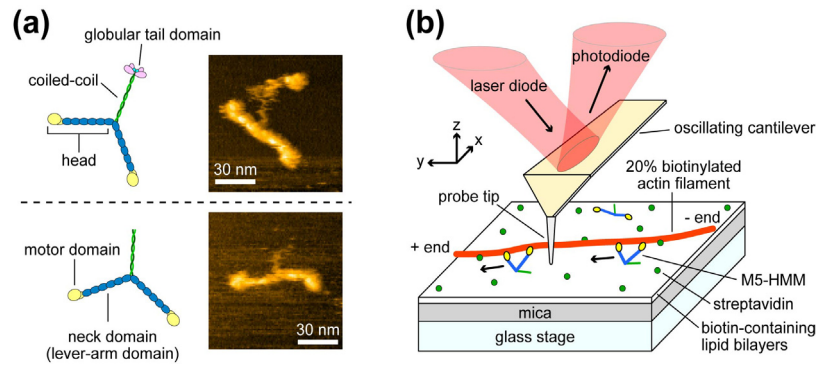 (a)
globular tail domain
coiled-coil
head
30 nm
motor domain
neck domain
(lever-arm domain)
30 nm
(b)
photodiode
laser diode
oscillating cantilever
z
x
y
20% biotinylated
actin filament
probe tip
- end
+ end
M5-HMM
streptavidin
mica
biotin-containing
lipid bilayers
glass stage